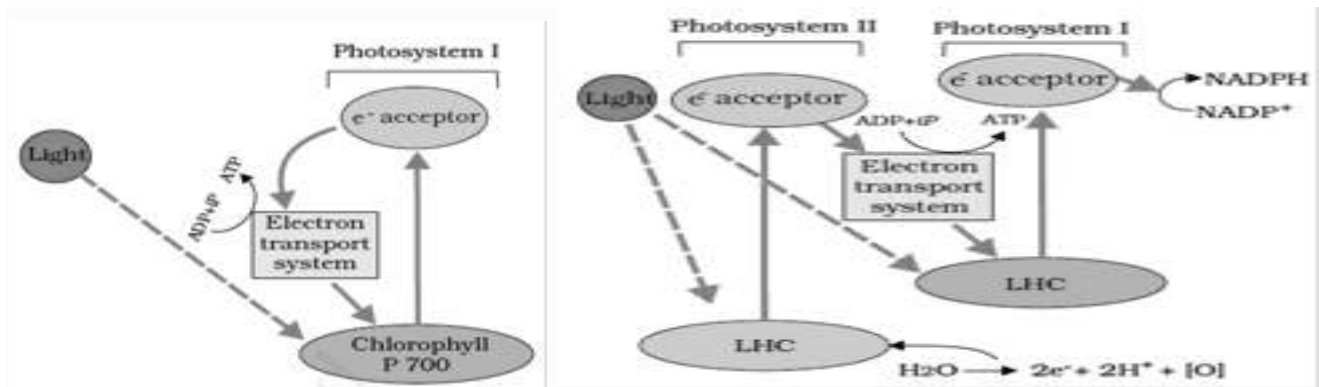 Photosystem I
e⁻ acceptor
Light
ADP+iP
ATP
Electron
transport
system
Chlorophyll
P 700
Photosystem II
Photosystem I
Light
e⁻ acceptor
e⁻ acceptor
NADPH
NADP⁺
ADP+iP
ATP
Electron
transport
system
LHC
LHC
H2O → 2e⁻ + 2H⁺ + [O]